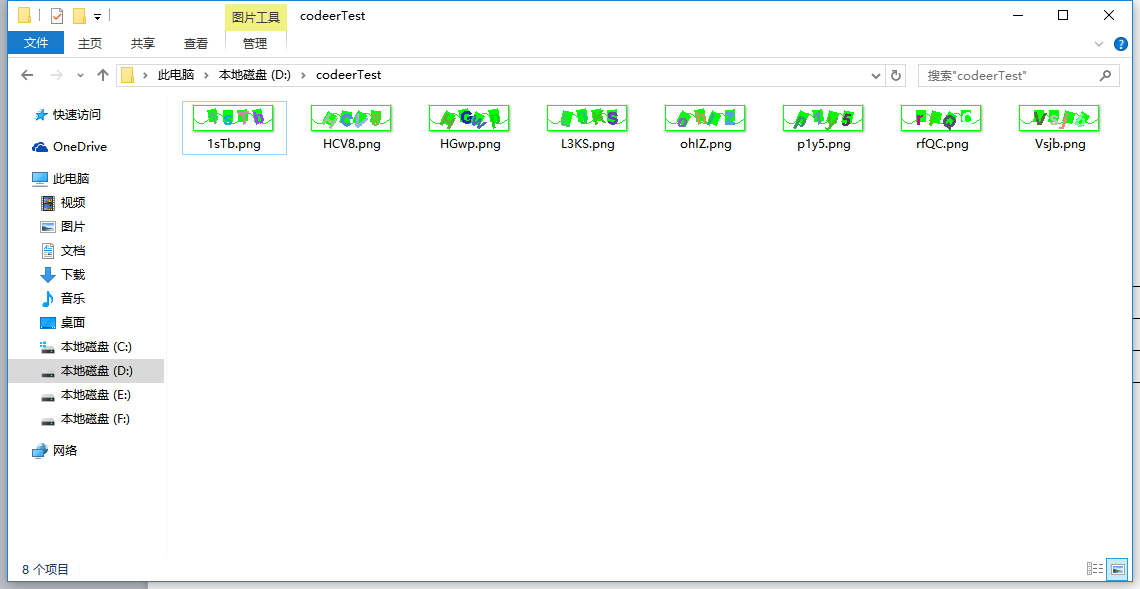 图片工具 codeerTest
文件 主页 共享 查看 管理
此电脑 本地磁盘 (D:) codeerTest
搜索"codeerTest"
快速访问
OneDrive
此电脑
视频
图片
文档
下载
音乐
桌面
本地磁盘 (C:)
本地磁盘 (D:)
本地磁盘 (E:)
本地磁盘 (F:)
网络
1sTb.png HCV8.png HGwp.png L3KS.png ohIZ.png p1y5.png rfQC.png Vsjb.png
8 个项目